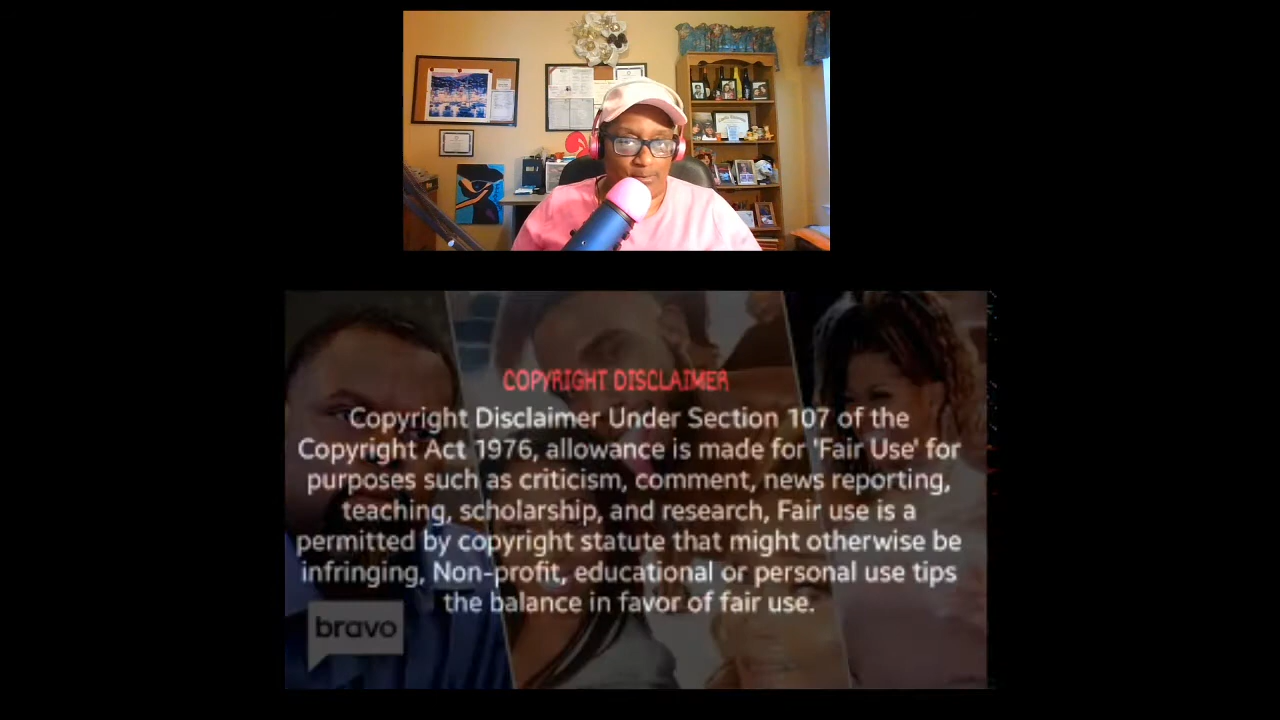 COPYRIGHT DISCLAIMER
Copyright Disclaimer Under Section 107 of the
Copyright Act 1976, allowance is made for 'Fair Use' for
purposes such as criticism, comment, news reporting,
teaching, scholarship, and research, Fair use is a
permitted by copyright statute that might otherwise be
infringing, Non-profit, educational or personal use tips
the balance in favor of fair use.
bravo